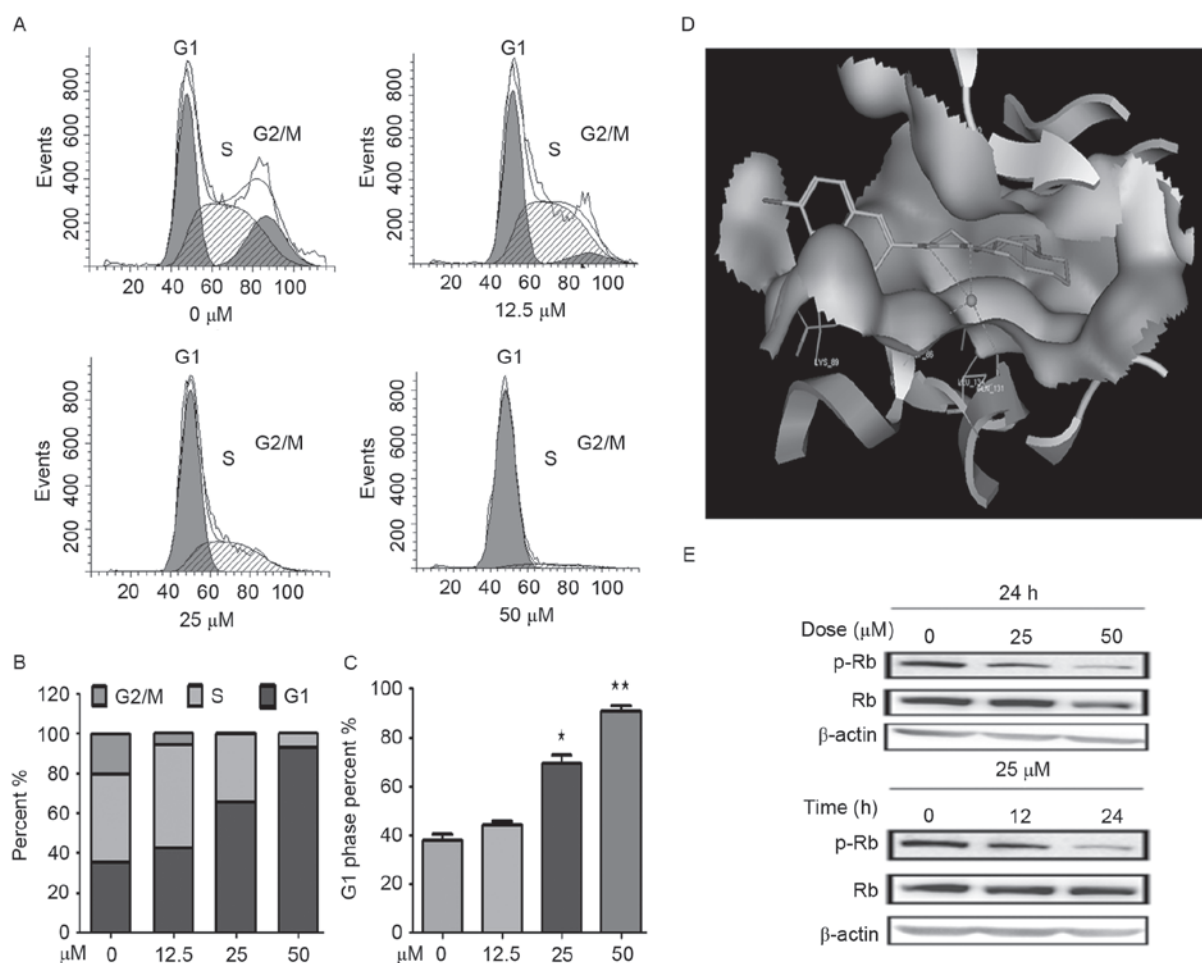 A
G1
S
G2/M
Events
800
600
400
200
20 40 60 80 100
0 μM
G1
S
G2/M
Events
800
600
400
200
20 40 60 80 100
12.5 μM
G1
S
G2/M
Events
800
600
400
200
20 40 60 80 100
25 μM
G1
S
G2/M
Events
800
600
400
200
20 40 60 80 100
50 μM
B
G2/M S G1
Percent %
120
100
80
60
40
20
0
μM 0 12.5 25 50
C
G1 phase percent %
100
80
60
40
20
0
* **
μM 0 12.5 25 50
D
LYS_89
E
24 h
Dose (μM) 0 25 50
p-Rb
Rb
β-actin
25 μM
Time (h) 0 12 24
p-Rb
Rb
β-actin